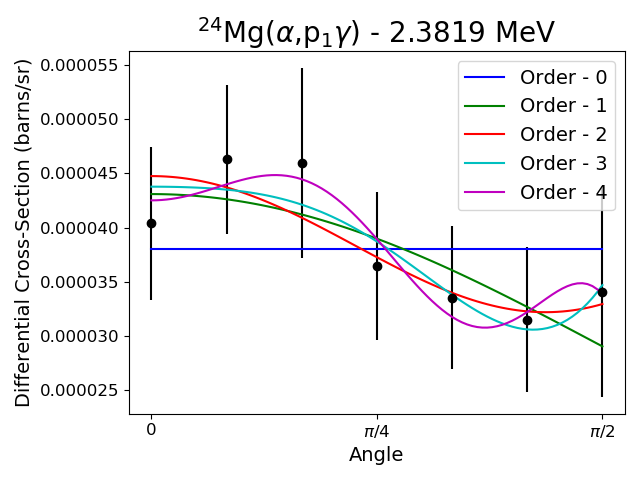 ²⁴Mg(α,p₁γ) - 2.3819 MeV
Differential Cross-Section (barns/sr)
0.000055
0.000050
0.000045
0.000040
0.000035
0.000030
0.000025
Order - 0
Order - 1
Order - 2
Order - 3
Order - 4
0
π/4
π/2
Angle